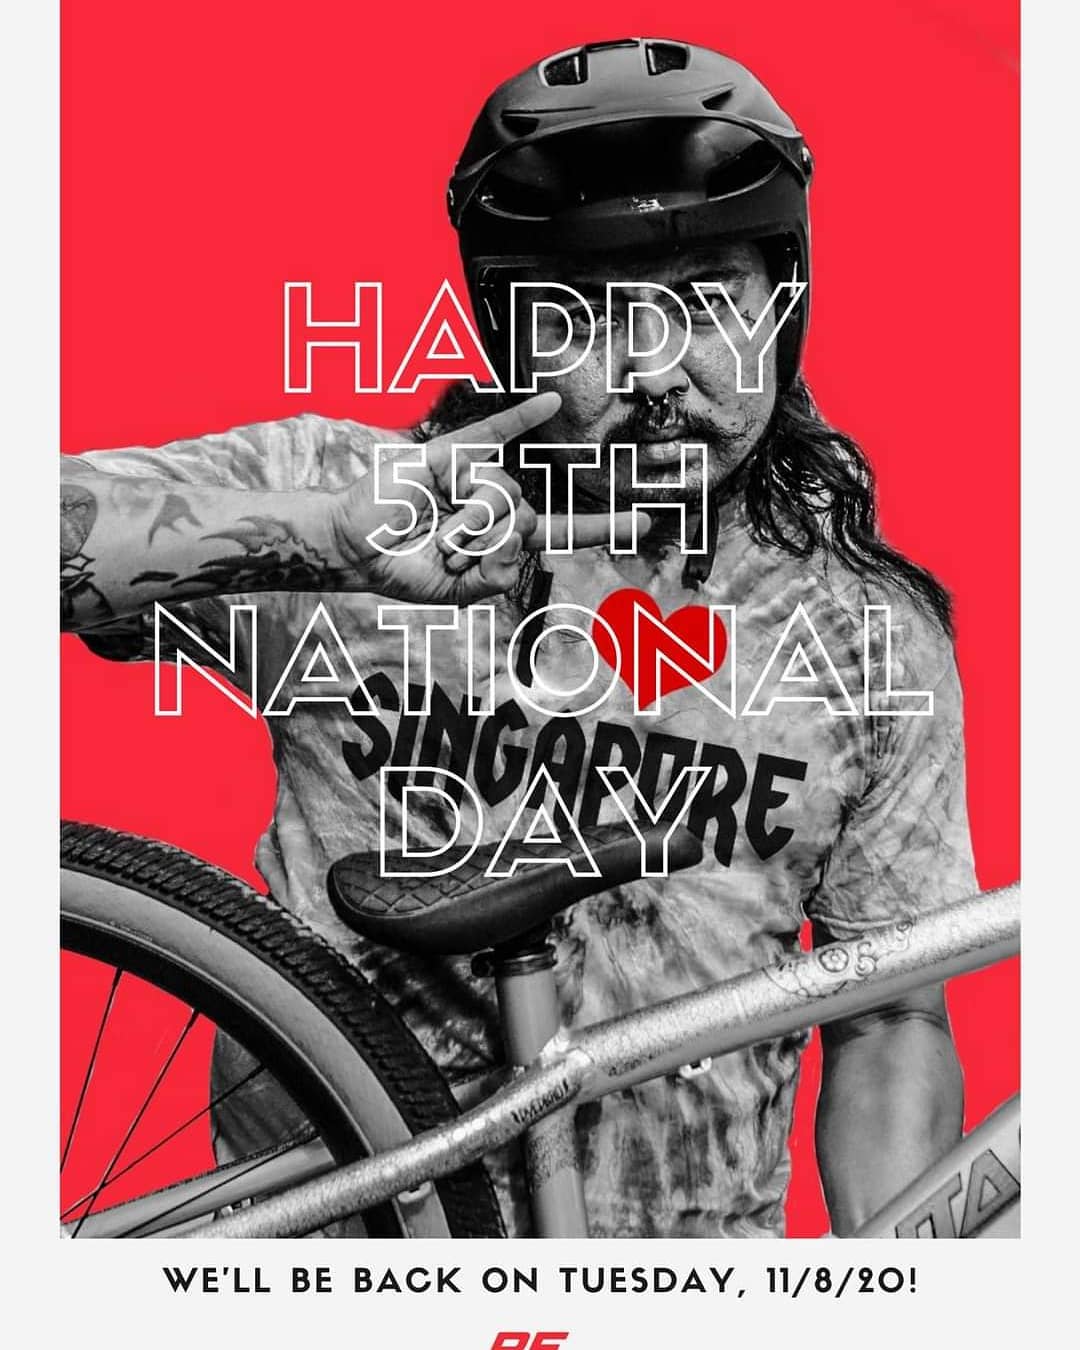 HAPPY
55TH
NATIONAL
SINGAPORE
DAY
WE'LL BE BACK ON TUESDAY, 11/8/20!